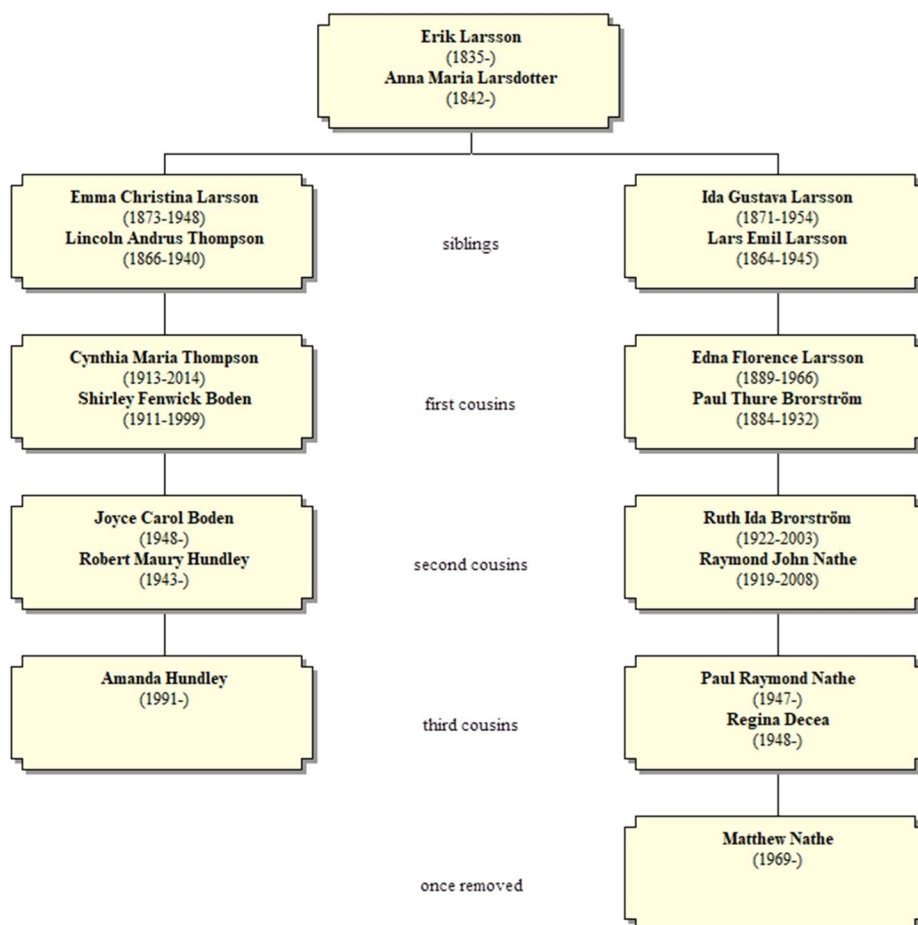 Erik Larsson
(1835-)
Anna Maria Larsdotter
(1842-)
Emma Christina Larsson
(1873-1948)
Lincoln Andrus Thompson
(1866-1940)
siblings
Ida Gustava Larsson
(1871-1954)
Lars Emil Larsson
(1864-1945)
Cynthia Maria Thompson
(1913-2014)
Shirley Fenwick Boden
(1911-1999)
first cousins
Edna Florence Larsson
(1889-1966)
Paul Thure Brorström
(1884-1932)
Joyce Carol Boden
(1948-)
Robert Maury Hundley
(1943-)
second cousins
Ruth Ida Brorström
(1922-2003)
Raymond John Nathe
(1919-2008)
Amanda Hundley
(1991-)
third cousins
Paul Raymond Nathe
(1947-)
Regina Decea
(1948-)
once removed
Matthew Nathe
(1969-)